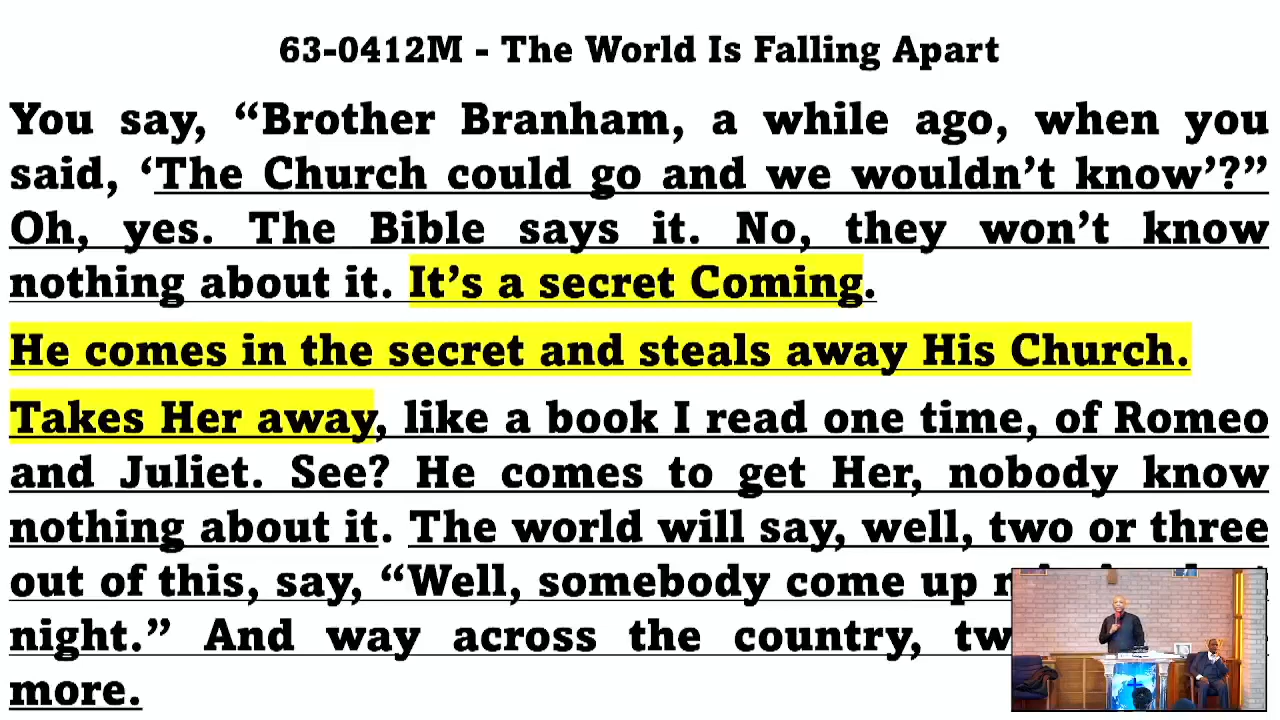 63-0412M - The World Is Falling Apart
You say, “Brother Branham, a while ago, when you
said, ‘The Church could go and we wouldn’t know’?”
Oh, yes. The Bible says it. No, they won’t know
nothing about it. It’s a secret Coming.
He comes in the secret and steals away His Church.
Takes Her away, like a book I read one time, of Romeo
and Juliet. See? He comes to get Her, nobody know
nothing about it. The world will say, well, two or three
out of this, say, “Well, somebody come up
night.” And way across the country,
more.